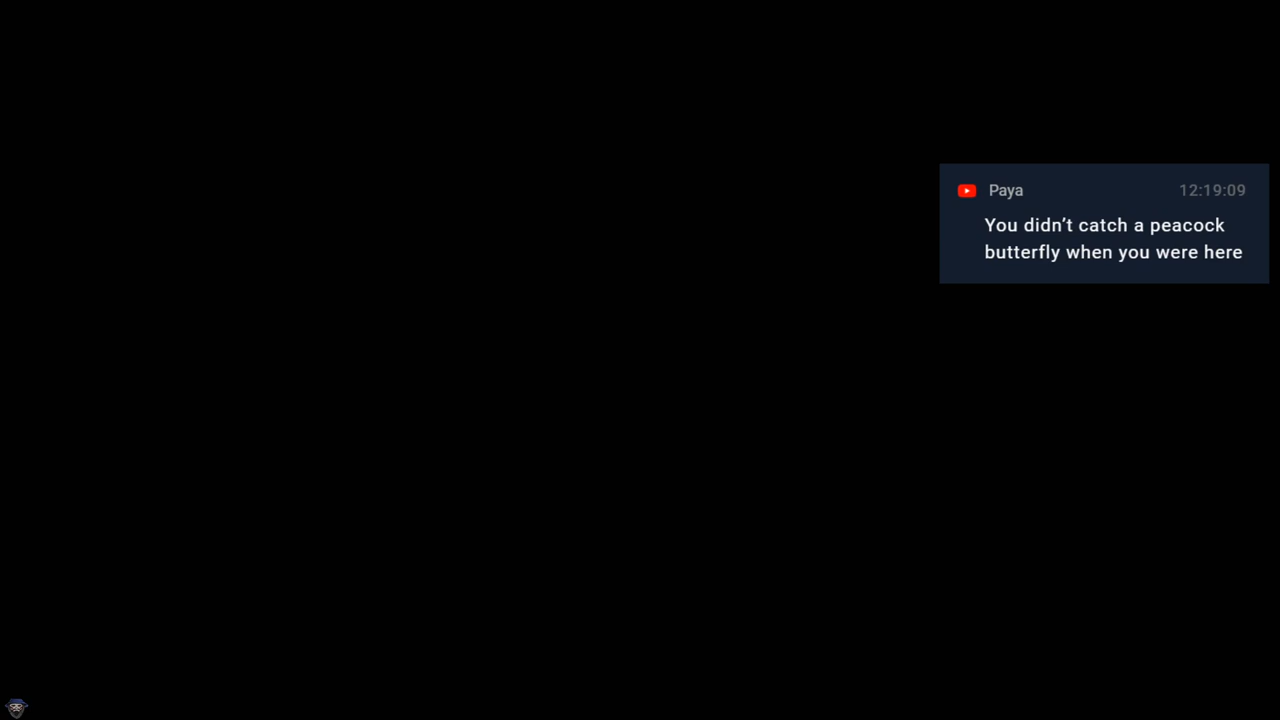 Paya 12:19:09
You didn’t catch a peacock
butterfly when you were here